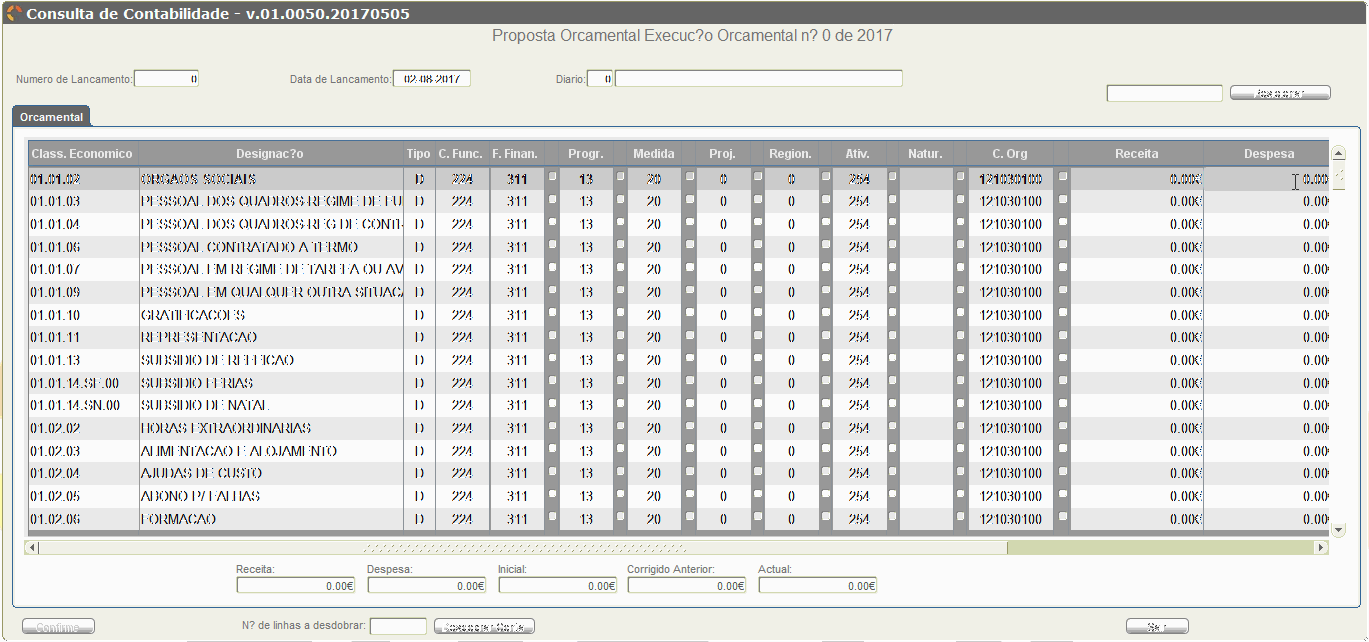 Consulta de Contabilidade - v.01.0050.20170505
Proposta Orcamental Execuc?o Orcamental n? 0 de 2017
Numero de Lancamento: 0 Data de Lancamento: 02-08-2017 Diario: 0
Orcamental
Class. Economico Designac?o Tipo C. Func. F. Finan. Progr. Medida Proj. Region. Ativ. Natur. C. Org Receita Despesa
01.01.02 ORGAOS SOCIAIS D 224 311 13 20 0 0 254 121030100 0.00€ 0.00
01.01.03 PESSOAL DOS QUADROS-REGIME DE FU D 224 311 13 20 0 0 254 121030100 0.00€ 0.00
01.01.04 PESSOAL DOS QUADROS-REG DE CONT D 224 311 13 20 0 0 254 121030100 0.00€ 0.00
01.01.06 PESSOAL CONTRATADO A TERMO D 224 311 13 20 0 0 254 121030100 0.00€ 0.00
01.01.07 PESSOAL EM REGIME DE TAREFA OU AV D 224 311 13 20 0 0 254 121030100 0.00€ 0.00
01.01.09 PESSOAL EM QUALQUER OUTRA SITUAC D 224 311 13 20 0 0 254 121030100 0.00€ 0.00
01.01.10 GRATIFICACOES D 224 311 13 20 0 0 254 121030100 0.00€ 0.00
01.01.11 REPRESENTACAO D 224 311 13 20 0 0 254 121030100 0.00€ 0.00
01.01.13 SUBSIDIO DE REFEICAO D 224 311 13 20 0 0 254 121030100 0.00€ 0.00
01.01.14.SF.00 SUBSIDIO FERIAS D 224 311 13 20 0 0 254 121030100 0.00€ 0.00
01.01.14.SN.00 SUBSIDIO DE NATAL D 224 311 13 20 0 0 254 121030100 0.00€ 0.00
01.02.02 HORAS EXTRAORDINARIAS D 224 311 13 20 0 0 254 121030100 0.00€ 0.00
01.02.03 ALIMENTACAO E ALOJAMENTO D 224 311 13 20 0 0 254 121030100 0.00€ 0.00
01.02.04 AJUDAS DE CUSTO D 224 311 13 20 0 0 254 121030100 0.00€ 0.00
01.02.05 ABONO P/ FALHAS D 224 311 13 20 0 0 254 121030100 0.00€ 0.00
01.02.06 FORMACAO D 224 311 13 20 0 0 254 121030100 0.00€ 0.00
Receita: Despesa: Inicial: Corrigido Anterior: Actual:
0.00€ 0.00€ 0.00€ 0.00€ 0.00€
Confirma N? de linhas a desdobrar: Sair